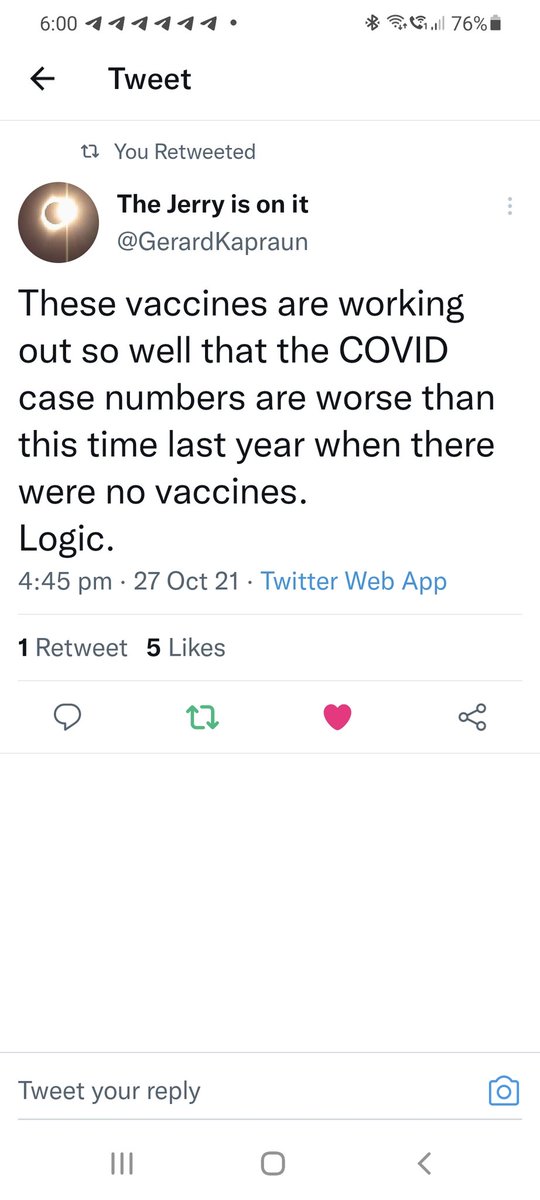 6:00 76%
Tweet
You Retweeted
The Jerry is on it
@GerardKapraun
These vaccines are working
out so well that the COVID
case numbers are worse than
this time last year when there
were no vaccines.
Logic.
4:45 pm · 27 Oct 21 · Twitter Web App
1 Retweet 5 Likes
Tweet your reply